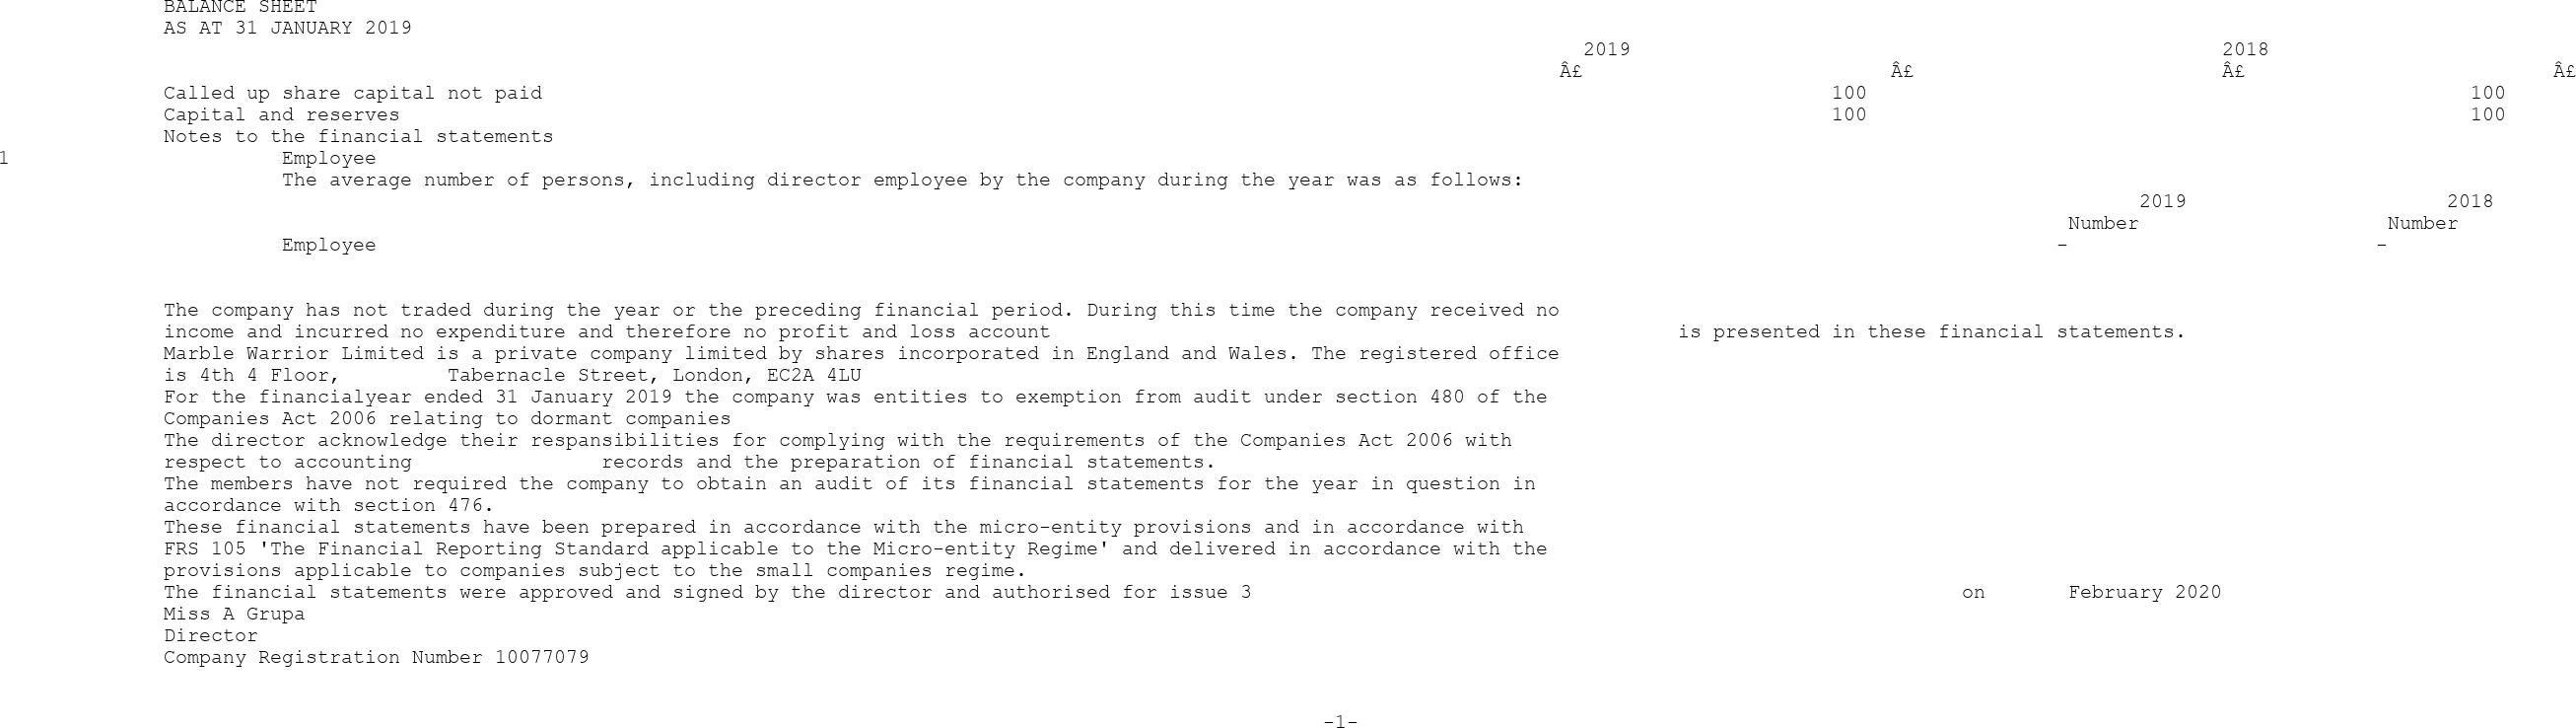 BALANCE SHEET
AS AT 31 JANUARY 2019
2019 2018
Â£ Â£ Â£ Â£
Called up share capital not paid 100 100
Capital and reserves 100 100
Notes to the financial statements
1 Employee
The average number of persons, including director employee by the company during the year was as follows:
2019 2018
Number Number
Employee - -
The company has not traded during the year or the preceding financial period. During this time the company received no
income and incurred no expenditure and therefore no profit and loss account is presented in these financial statements.
Marble Warrior Limited is a private company limited by shares incorporated in England and Wales. The registered office
is 4th 4 Floor, Tabernacle Street, London, EC2A 4LU
For the financialyear ended 31 January 2019 the company was entities to exemption from audit under section 480 of the
Companies Act 2006 relating to dormant companies
The director acknowledge their respansibilities for complying with the requirements of the Companies Act 2006 with
respect to accounting records and the preparation of financial statements.
The members have not required the company to obtain an audit of its financial statements for the year in question in
accordance with section 476.
These financial statements have been prepared in accordance with the micro-entity provisions and in accordance with
FRS 105 'The Financial Reporting Standard applicable to the Micro-entity Regime' and delivered in accordance with the
provisions applicable to companies subject to the small companies regime.
The financial statements were approved and signed by the director and authorised for issue 3 on February 2020
Miss A Grupa
Director
Company Registration Number 10077079
-1-